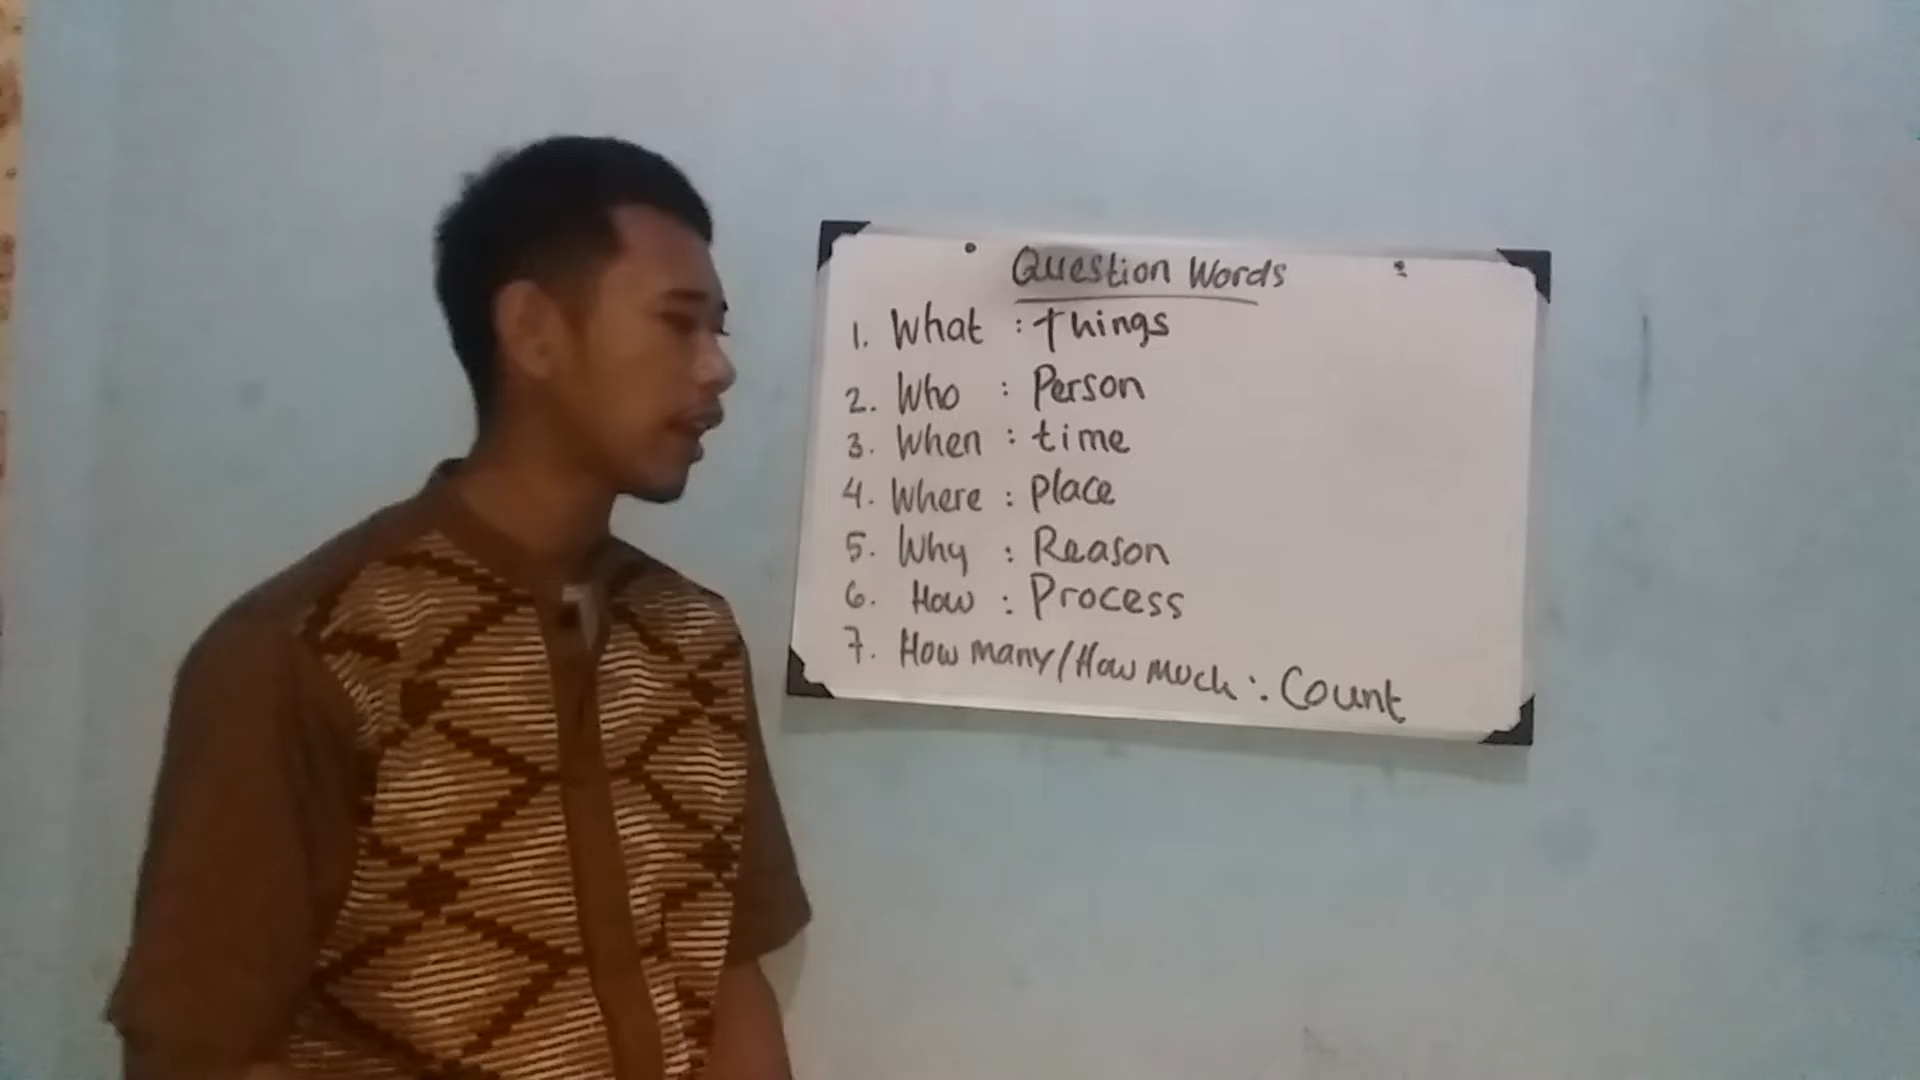 Question Words
1. What : Things
2. Who : Person
3. When : time
4. Where : place
5. Why : Reason
6. How : Process
7. How many/How much : Count